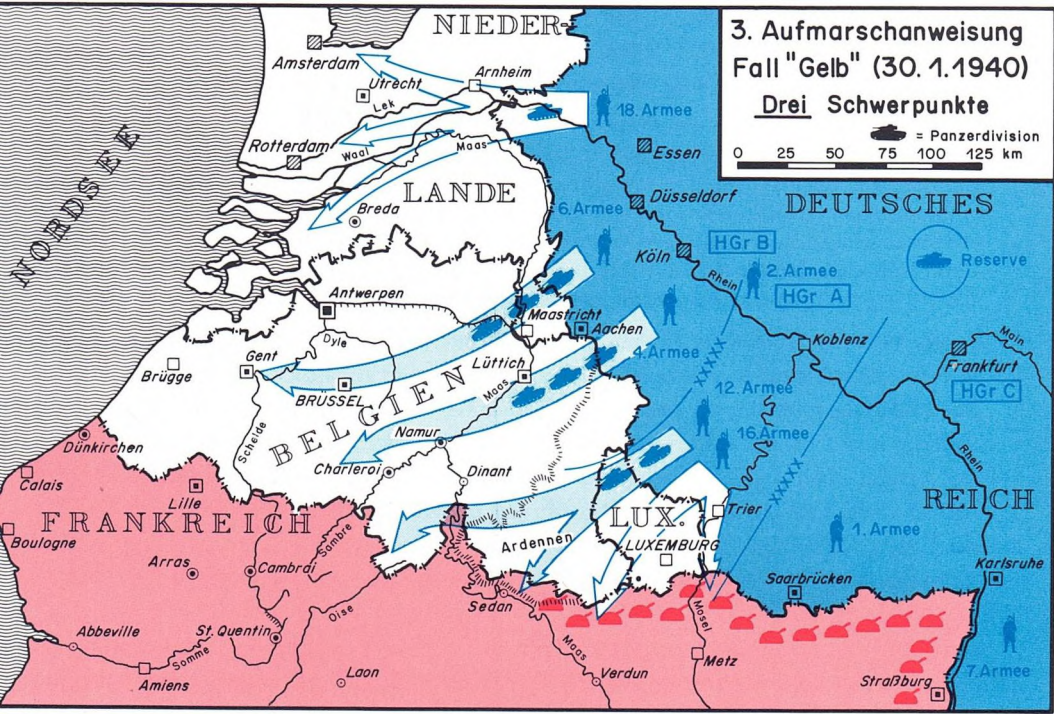 3. Aufmarschanweisung
Fall "Gelb" (30.1.1940)
Drei Schwerpunkte
= Panzerdivision
0 25 50 75 100 125 km
NORDSEE
NIEDER-
LANDE
Amsterdam
Utrecht
Arnheim
Lek
Rotterdam
Waal
Maas
Breda
18. Armee
Essen
Düsseldorf
DEUTSCHES
6. Armee
Köln
HGr B
Rhein
2. Armee
HGr A
Reserve
Antwerpen
Maastricht
Aachen
Dyle
Gent
Brügge
BRÜSSEL
Lüttich
Maas
4. Armee
XXXXX
Koblenz
Main
Frankfurt
HGr C
BELGIEN
Schelde
12. Armee
Namur
Charleroi
Dinant
16. Armee
XXXXX
Rhein
Dünkirchen
Calais
Lille
FRANKREICH
Boulogne
Sambre
Ardennen
LUX.
LUXEMBURG
Trier
REICH
1. Armee
Arras
Cambrai
Saarbrücken
Karlsruhe
Oise
Sedan
Mosel
Abbeville
St. Quentin
Somme
Amiens
Laon
Maas
Verdun
Metz
Straßburg
7. Armee